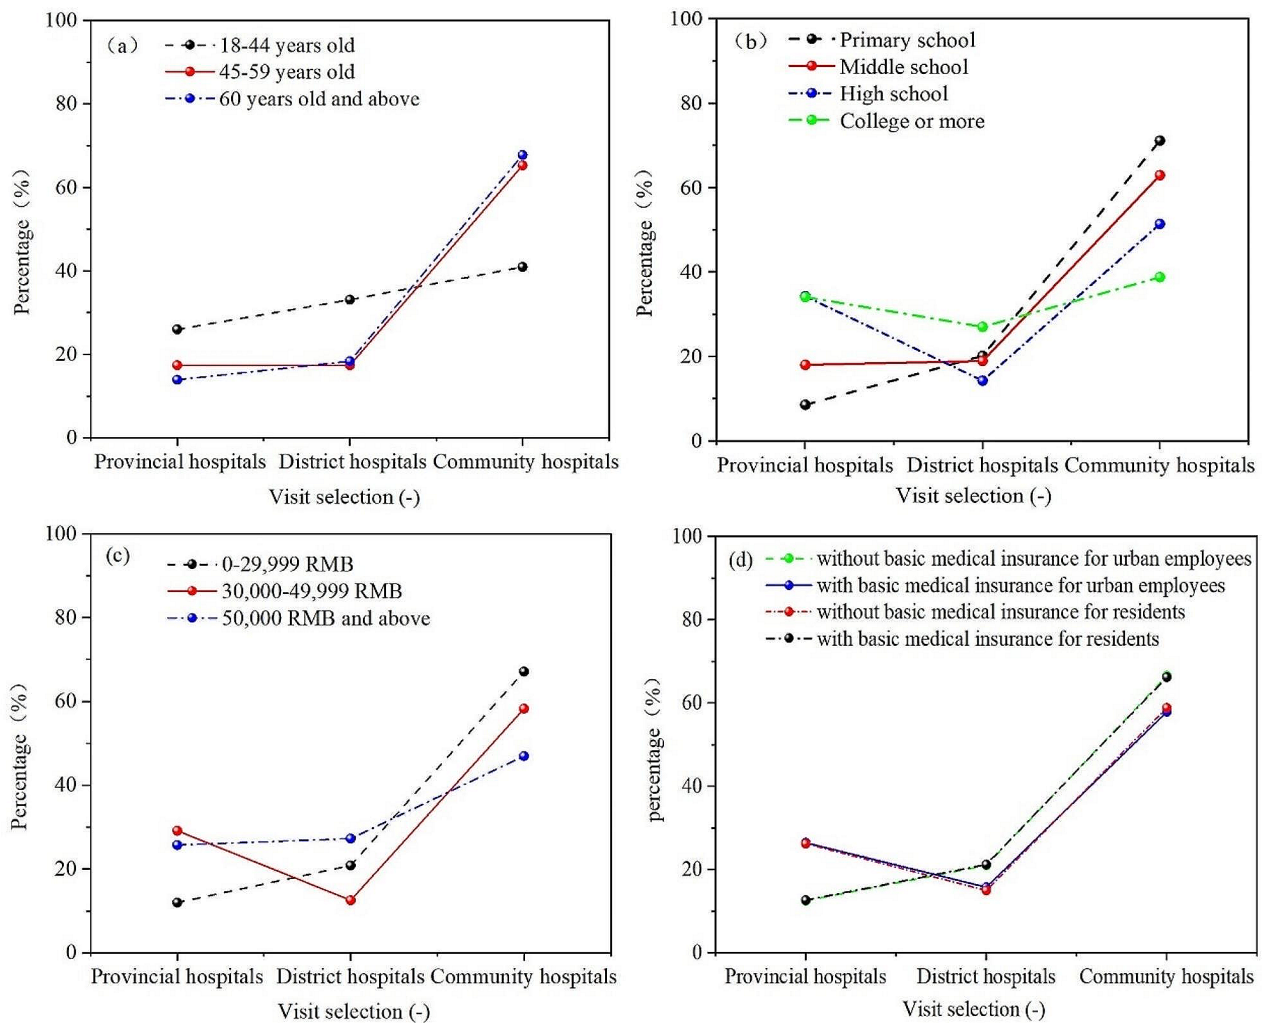 (a)
18-44 years old
45-59 years old
60 years old and above
100
80
60
40
20
0
Percentage（%）
Provincial hospitals District hospitals Community hospitals
Visit selection (-)
（b）
Primary school
Middle school
High school
College or more
100
80
60
40
20
0
Percentage（%）
Provincial hospitals District hospitals Community hospitals
Visit selection (-)
(c)
0-29,999 RMB
30,000-49,999 RMB
50,000 RMB and above
100
80
60
40
20
0
Percentage（%）
Provincial hospitals District hospitals Community hospitals
Visit selection (-)
(d)
without basic medical insurance for urban employees
with basic medical insurance for urban employees
without basic medical insurance for residents
with basic medical insurance for residents
100
80
60
40
20
0
percentage（%）
Provincial hospitals District hospitals Community hospitals
Visit selection (-)